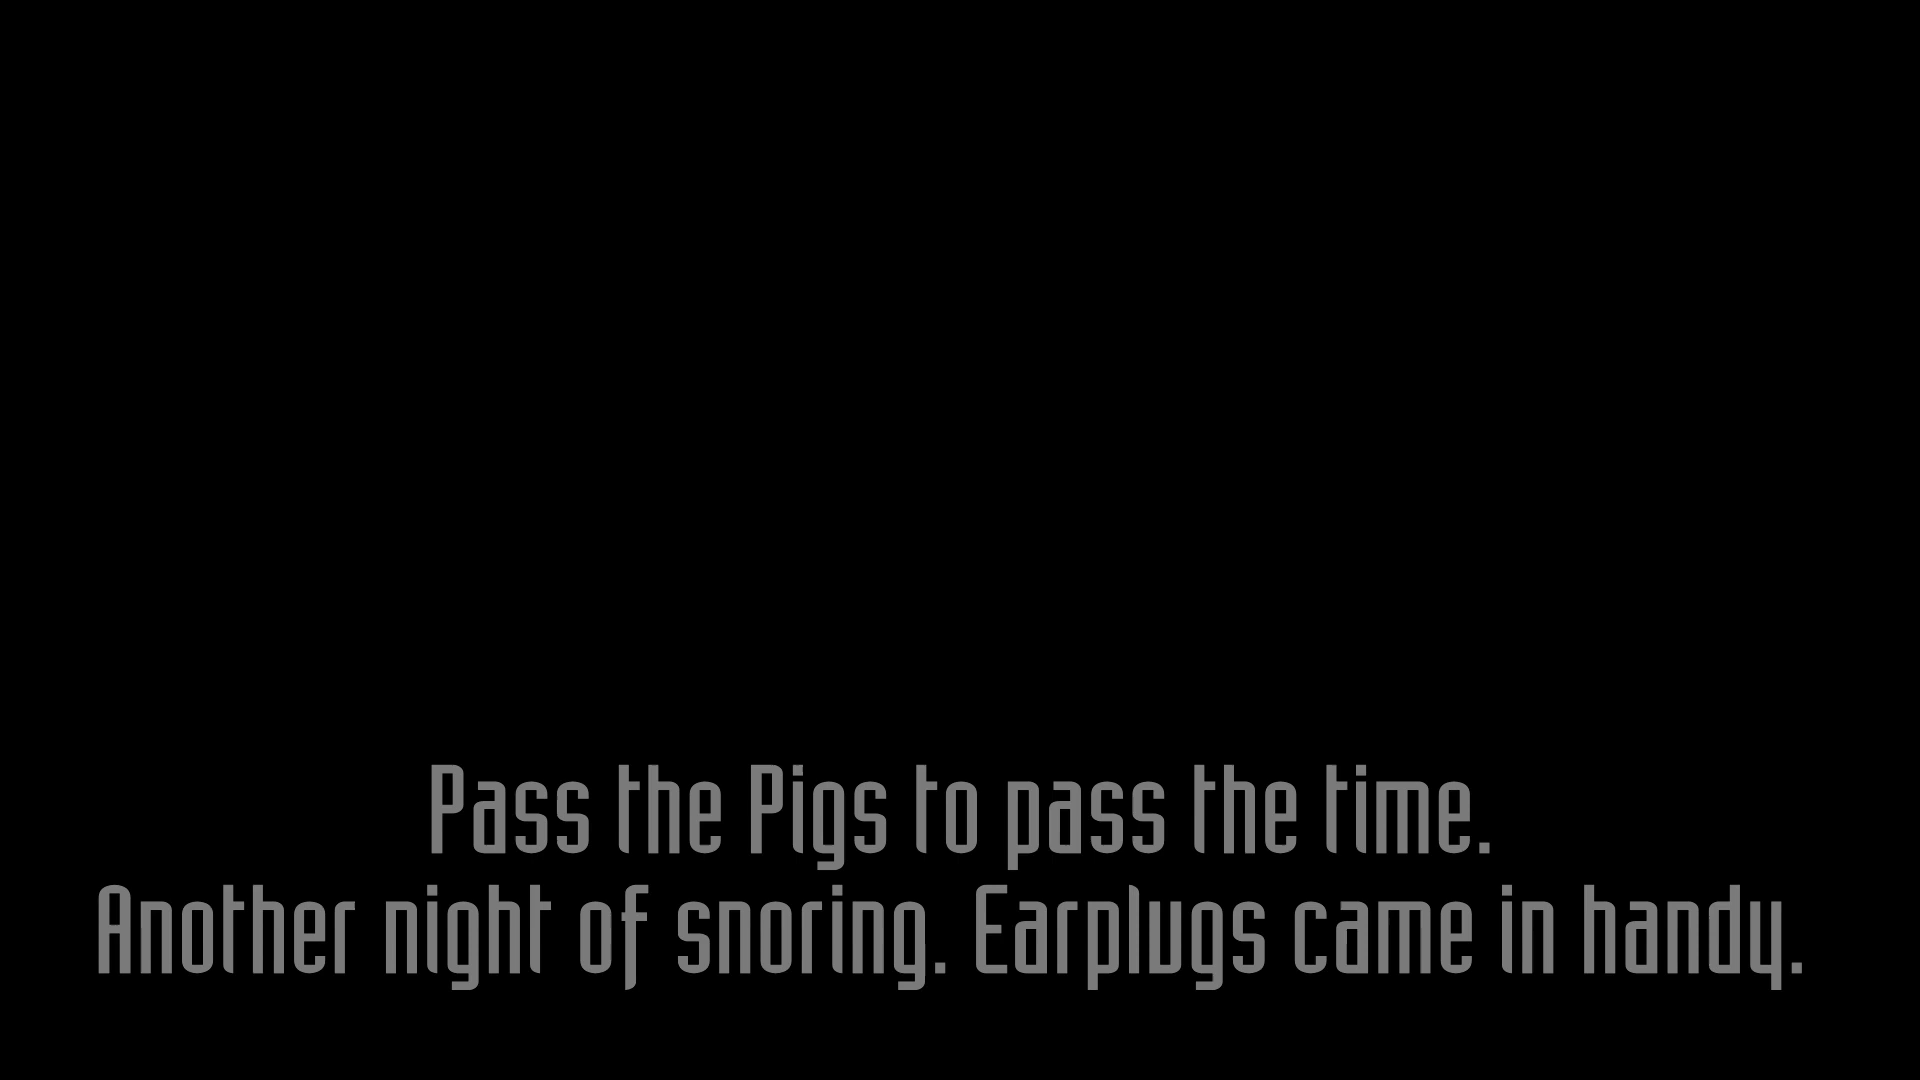 Pass the Pigs to pass the time.
Another night of snoring. Earplugs came in handy.